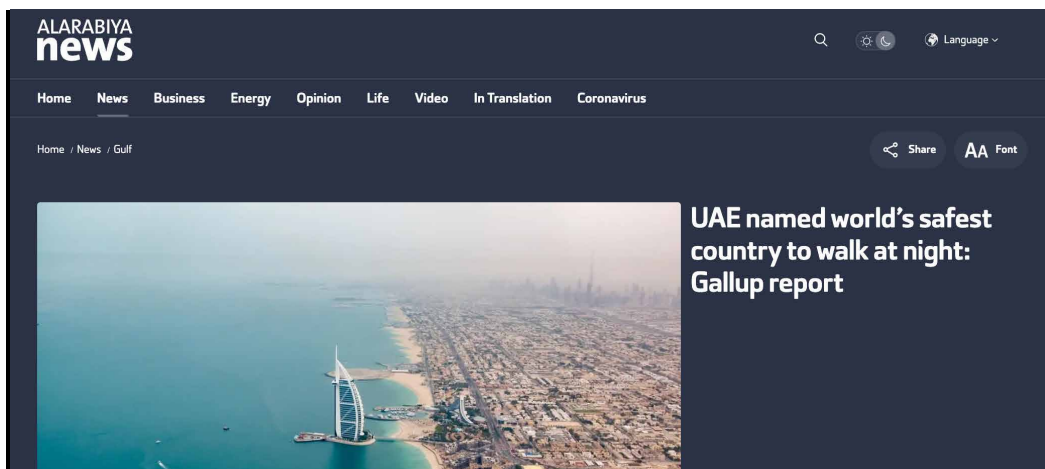 ALARABIYA
news
Language
Home News Business Energy Opinion Life Video In Translation Coronavirus
Home / News / Gulf
Share AA Font
UAE named world’s safest
country to walk at night:
Gallup report